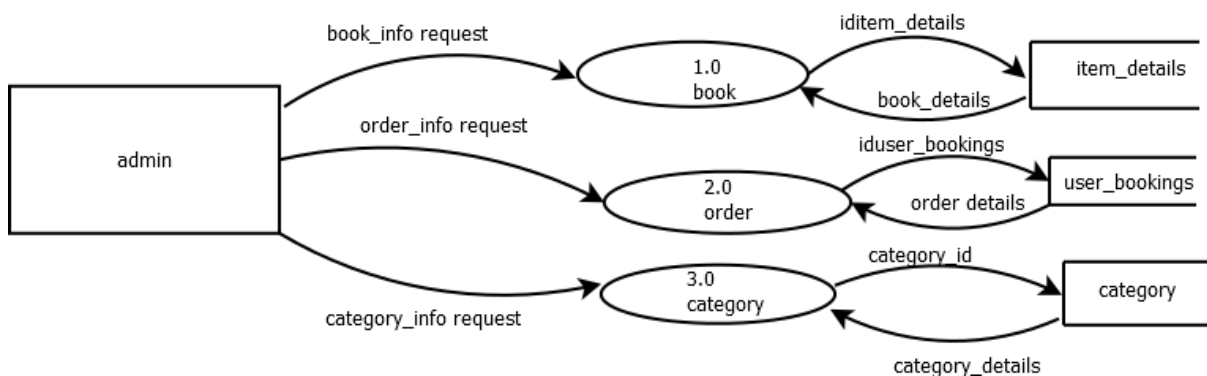 book_info request
iditem_details
1.0
book
item_details
book_details
admin
order_info request
iduser_bookings
2.0
order
user_bookings
order details
category_id
3.0
category
category
category_info request
category_details